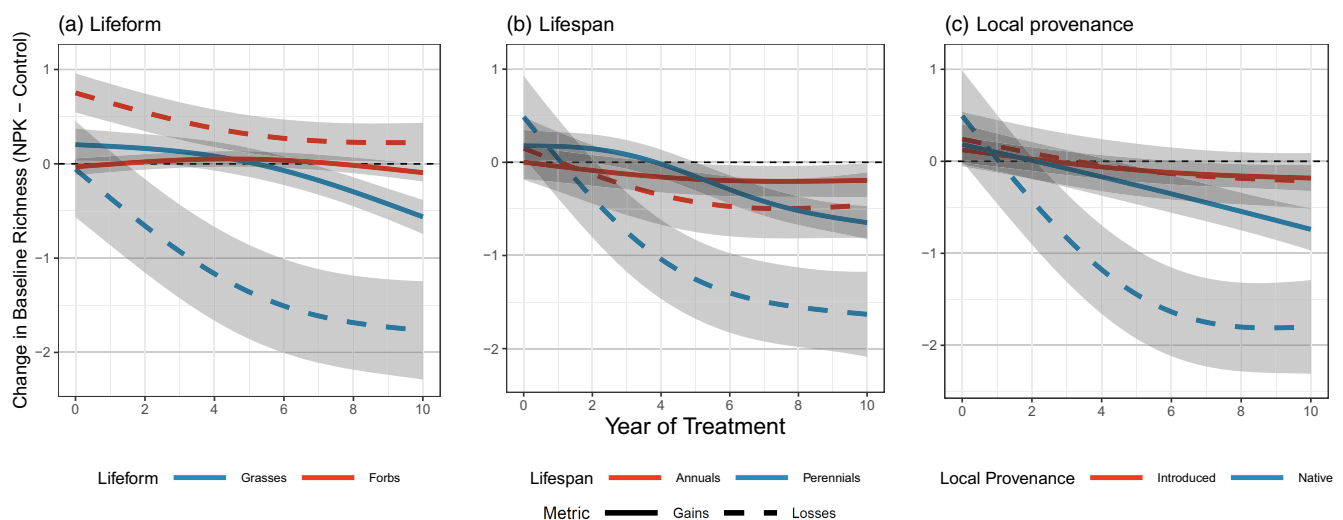 (a) Lifeform
(b) Lifespan
(c) Local provenance
Change in Baseline Richness (NPK − Control)
1
0
−1
−2
0 2 4 6 8 10
1
0
−1
−2
0 2 4 6 8 10
1
0
−1
−2
0 2 4 6 8 10
Year of Treatment
Lifeform Grasses Forbs
Lifespan Annuals Perennials
Local Provenance Introduced Native
Metric Gains Losses